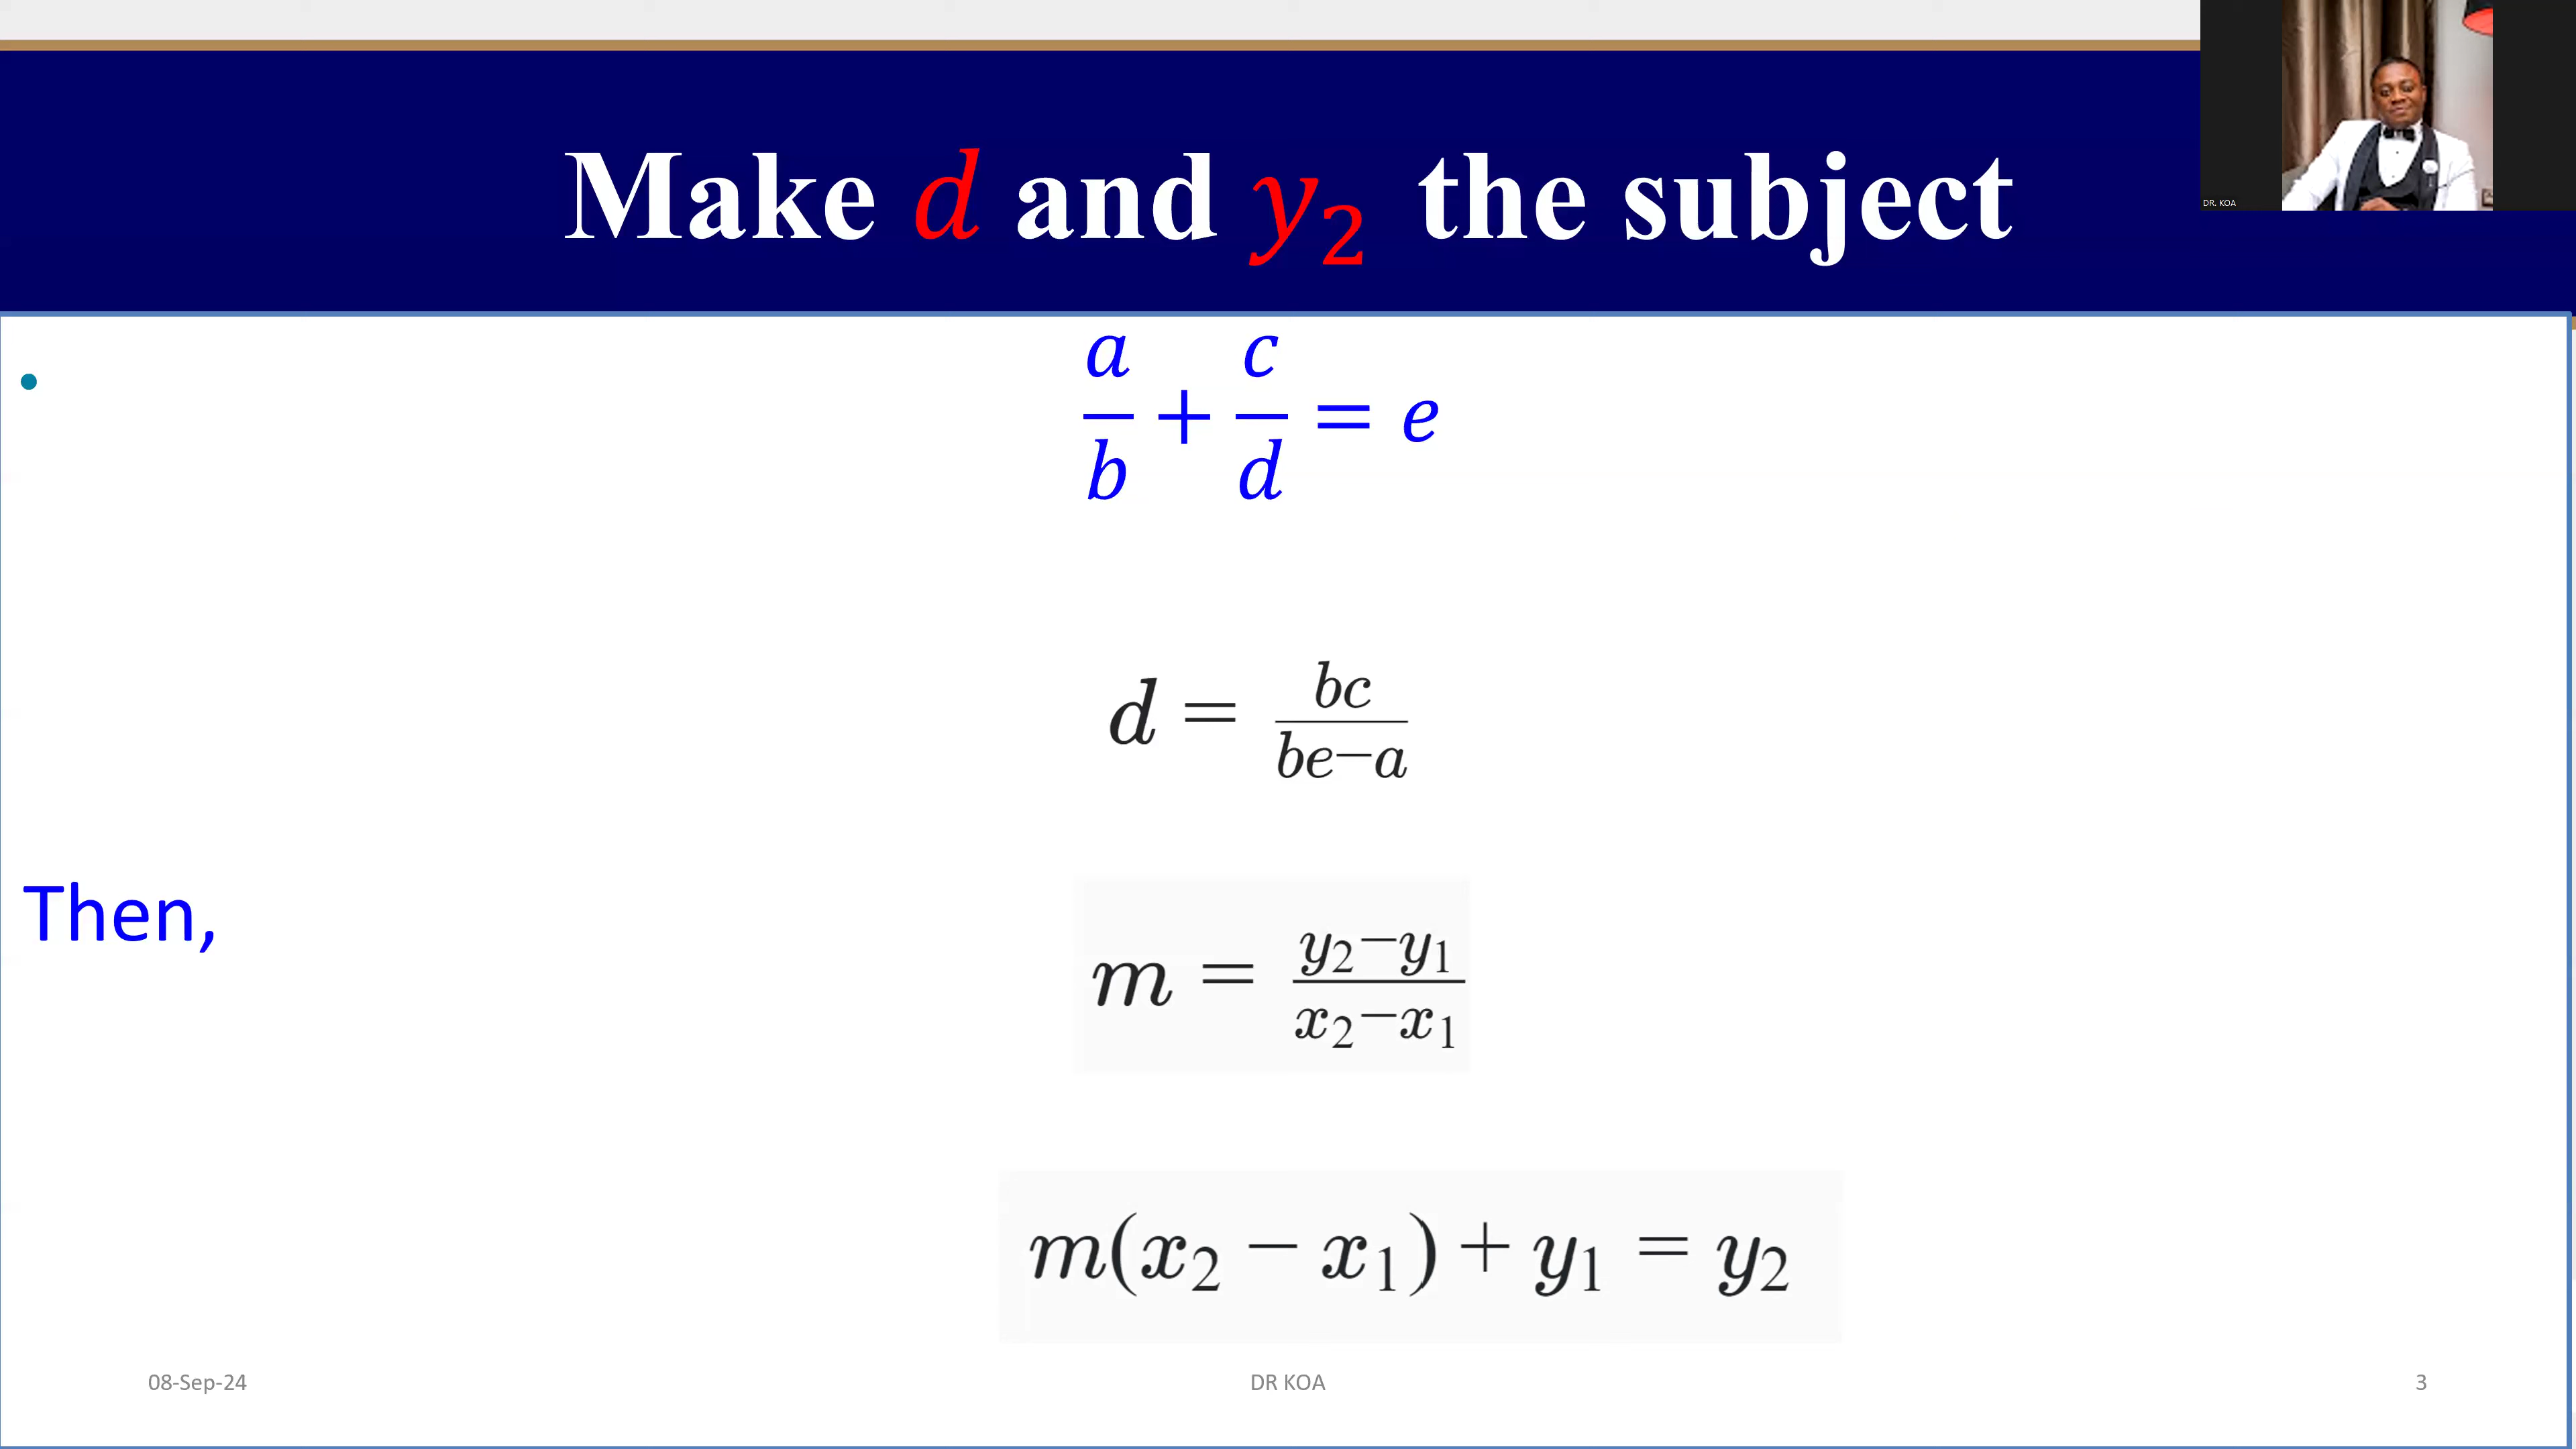 DR. KOA
Make d and y₂ the subject
• a/b + c/d = e
d = bc/be−a
Then,
m = y₂−y₁/x₂−x₁
m(x₂ − x₁) + y₁ = y₂
08-Sep-24 DR KOA 3